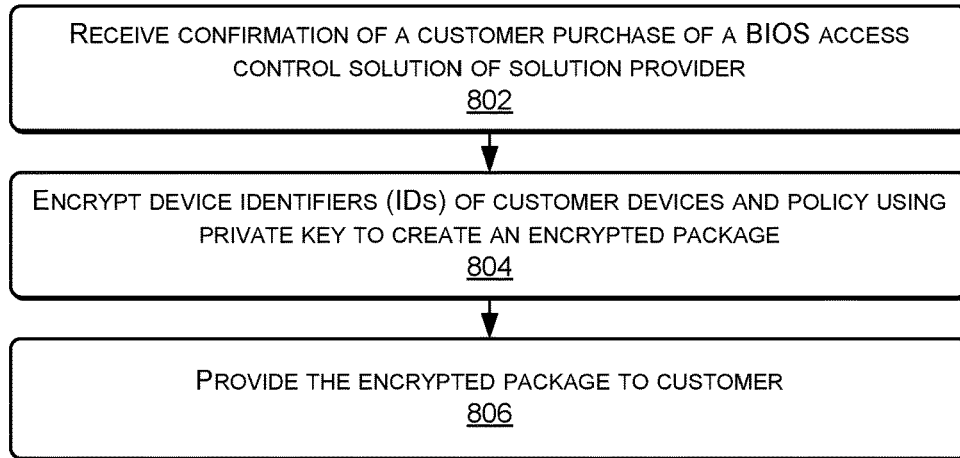 RECEIVE CONFIRMATION OF A CUSTOMER PURCHASE OF A BIOS ACCESS
CONTROL SOLUTION OF SOLUTION PROVIDER
802
ENCRYPT DEVICE IDENTIFIERS (IDS) OF CUSTOMER DEVICES AND POLICY USING
PRIVATE KEY TO CREATE AN ENCRYPTED PACKAGE
804
PROVIDE THE ENCRYPTED PACKAGE TO CUSTOMER
806